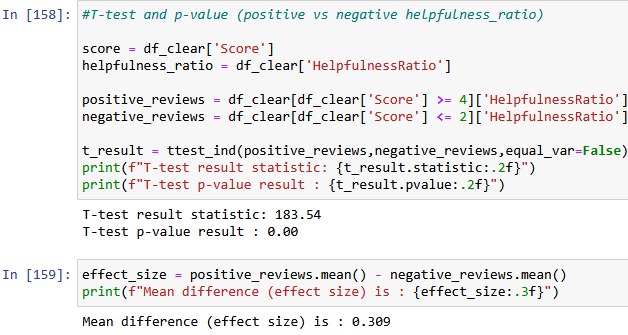 In [158]: #T-test and p-value (positive vs negative helpfulness_ratio)
score = df_clear['Score']
helpfulness_ratio = df_clear['HelpfulnessRatio']
positive_reviews = df_clear[df_clear['Score'] >= 4]['HelpfulnessRatio']
negative_reviews = df_clear[df_clear['Score'] <= 2]['HelpfulnessRatio']
t_result = ttest_ind(positive_reviews,negative_reviews,equal_var=False)
print(f"T-test result statistic: {t_result.statistic:.2f}")
print(f"T-test p-value result : {t_result.pvalue:.2f}")
T-test result statistic: 183.54
T-test p-value result : 0.00
In [159]: effect_size = positive_reviews.mean() - negative_reviews.mean()
print(f"Mean difference (effect size) is : {effect_size:.3f}")
Mean difference (effect size) is : 0.309